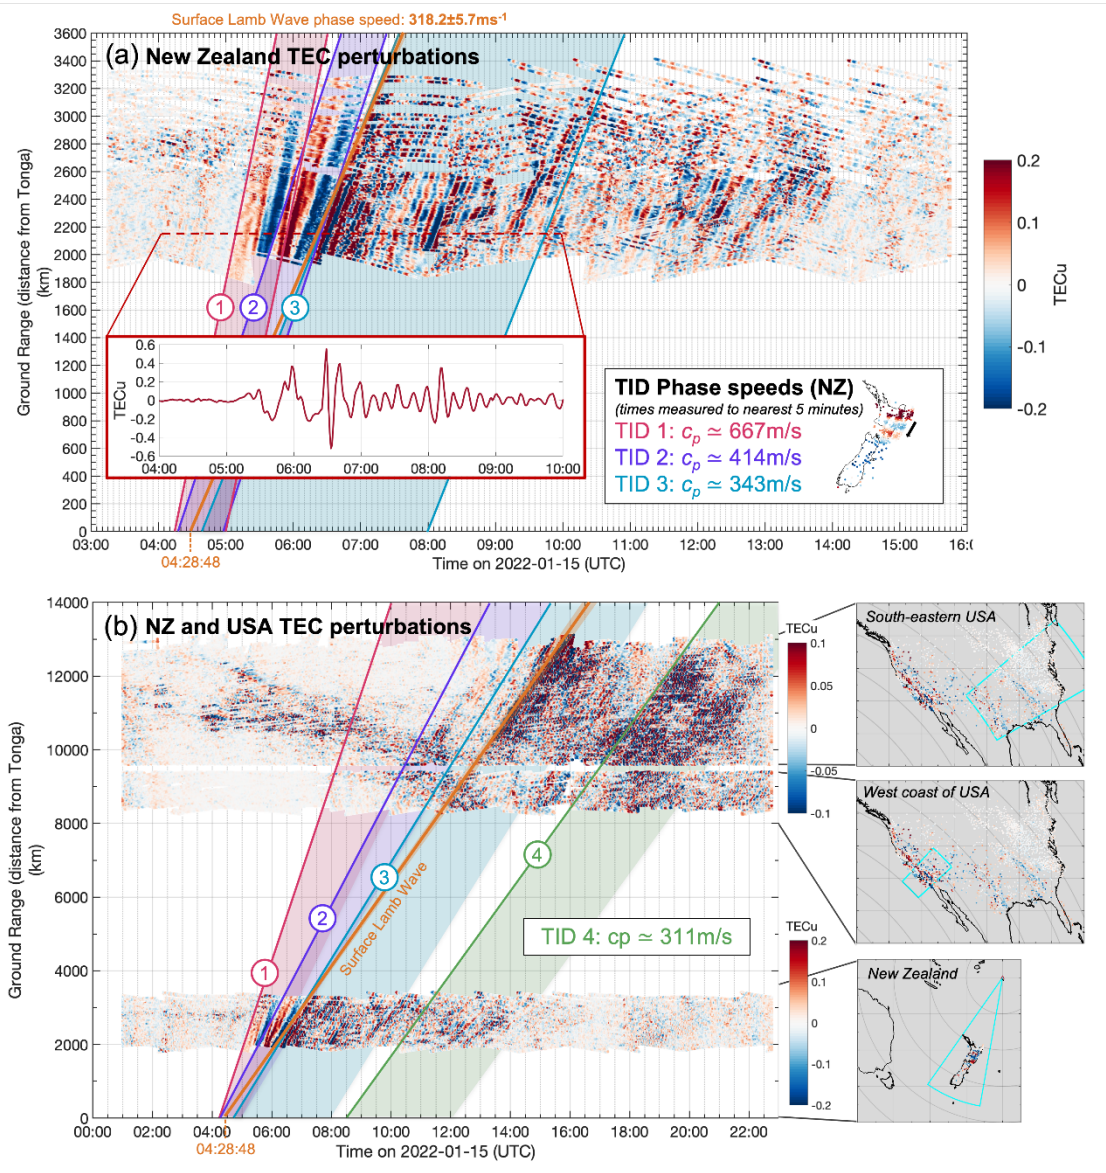 Surface Lamb Wave phase speed: 318.2±5.7ms⁻¹
(a) New Zealand TEC perturbations
Ground Range (distance from Tonga)
(km)
3600
3400
3200
3000
2800
2600
2400
2200
2000
1800
1600
1400
1200
1000
800
600
400
200
0
1
2
3
TECu
0.6
0.4
0.2
0
-0.2
-0.4
-0.6
04:00 05:00 06:00 07:00 08:00 09:00 10:00
TID Phase speeds (NZ)
(times measured to nearest 5 minutes)
TID 1: cₚ ≃ 667m/s
TID 2: cₚ ≃ 414m/s
TID 3: cₚ ≃ 343m/s
0.2
0.1
0
-0.1
-0.2
TECu
03:00 04:00 05:00 06:00 07:00 08:00 09:00 10:00 11:00 12:00 13:00 14:00 15:00 16:0
04:28:48
Time on 2022-01-15 (UTC)
(b) NZ and USA TEC perturbations
Ground Range (distance from Tonga)
(km)
14000
12000
10000
8000
6000
4000
2000
0
1
2
3
4
Surface Lamb Wave
TID 4: cp ≃ 311m/s
00:00 02:00 04:00 06:00 08:00 10:00 12:00 14:00 16:00 18:00 20:00 22:00
04:28:48
Time on 2022-01-15 (UTC)
TECu
0.1
0.05
0
-0.05
-0.1
TECu
0.2
0.1
0
-0.1
-0.2
South-eastern USA
West coast of USA
New Zealand